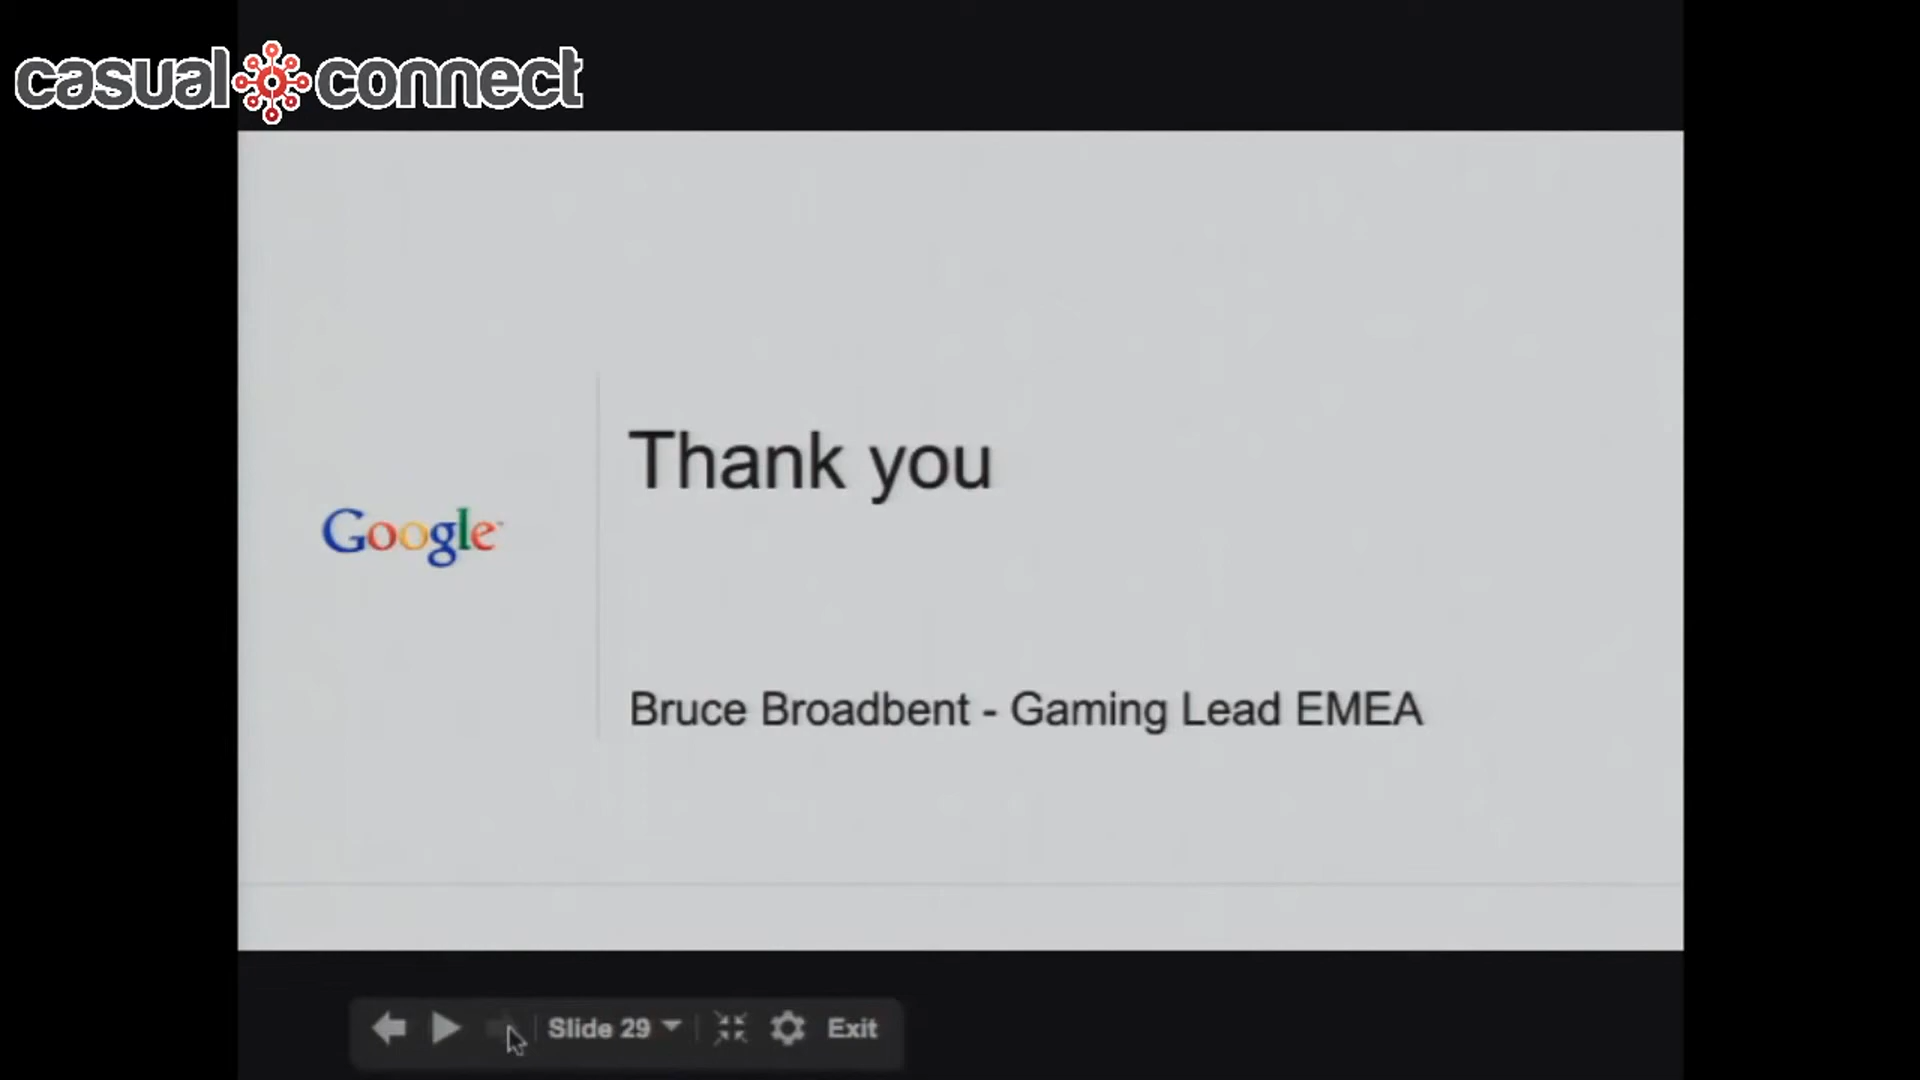 casual connect
Thank you
Google
Bruce Broadbent - Gaming Lead EMEA
Slide 29
Exit